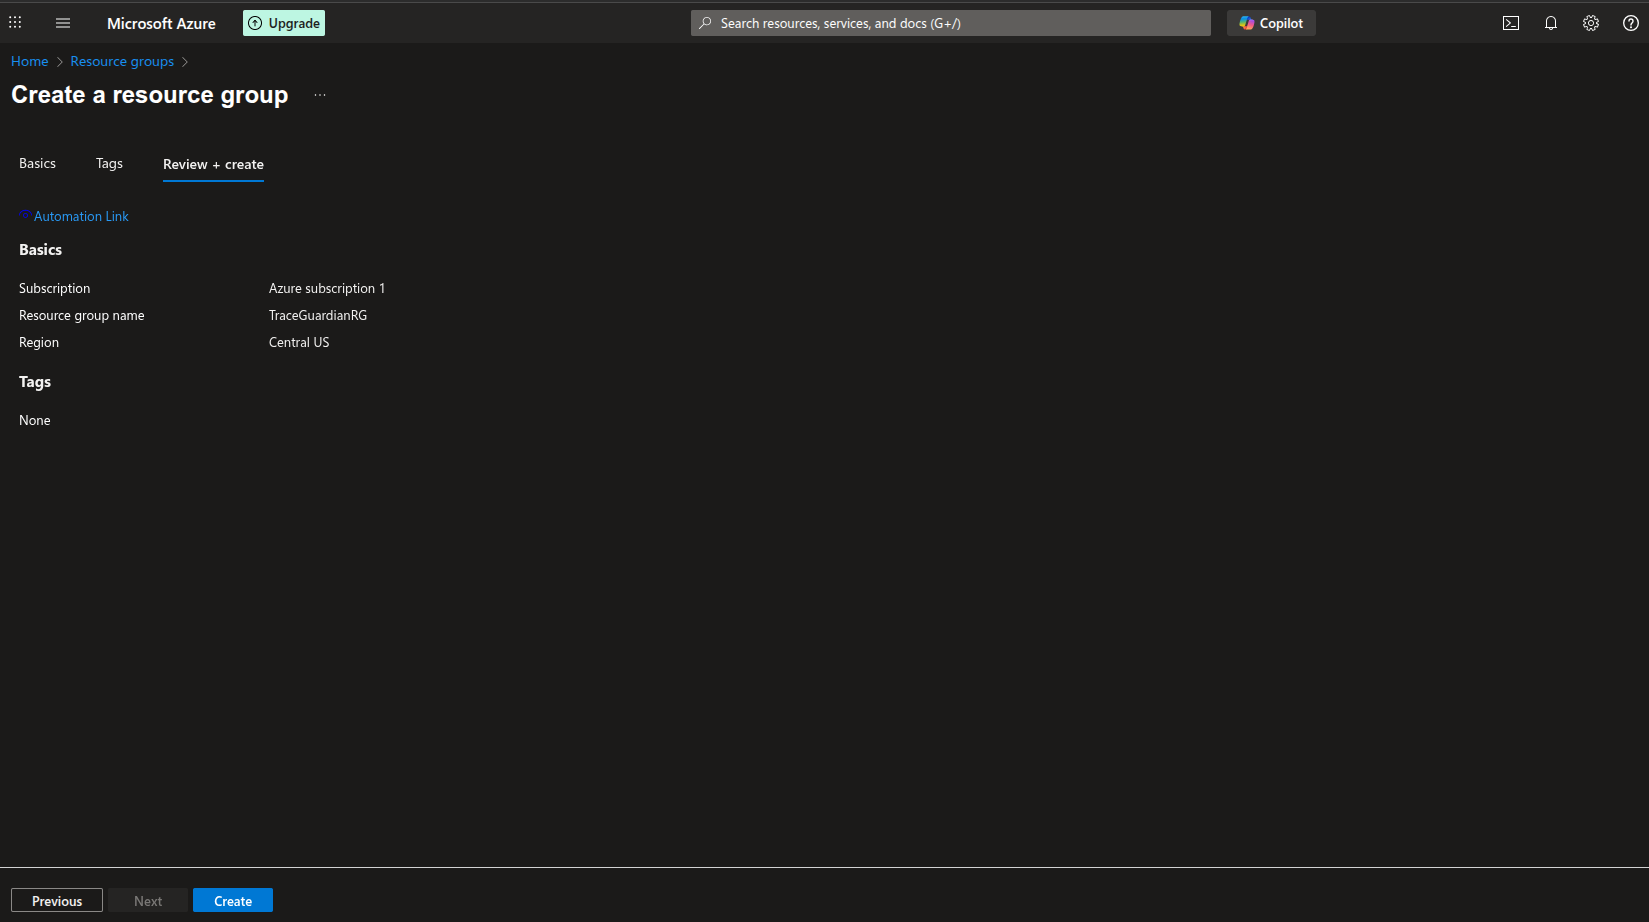 Microsoft Azure
Upgrade
Search resources, services, and docs (G+/)
Copilot
Home
Resource groups
Create a resource group
Basics
Tags
Review + create
Automation Link
Basics
Subscription Azure subscription 1
Resource group name TraceGuardianRG
Region Central US
Tags
None
Previous
Next
Create